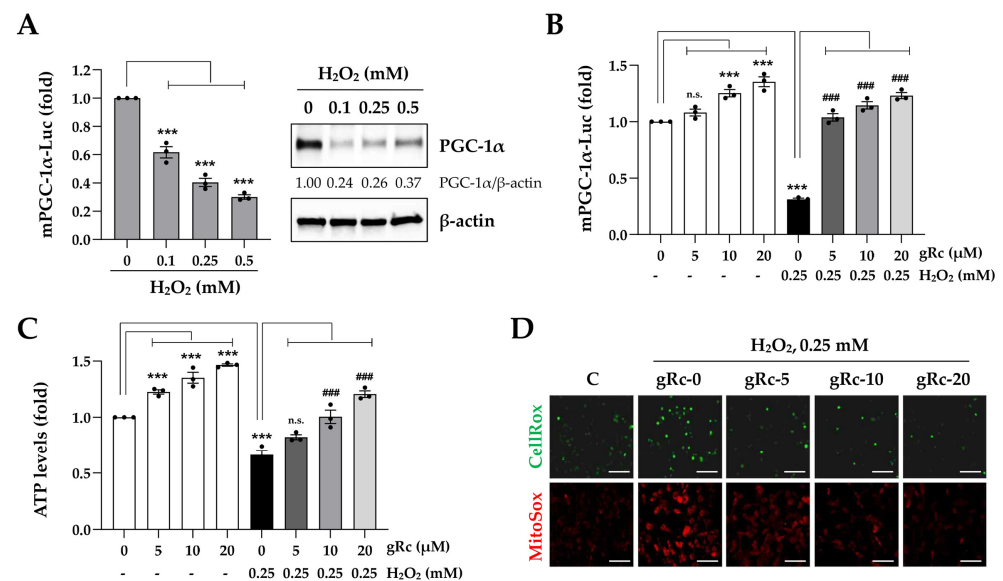 A
mPGC-1α-Luc (fold)
1.2
1.0
0.8
0.6
0.4
0.2
0.0
***
***
***
0 0.1 0.25 0.5
H₂O₂ (mM)
H₂O₂ (mM)
0 0.1 0.25 0.5
PGC-1α
1.00 0.24 0.26 0.37 PGC-1α/β-actin
β-actin
B
mPGC-1α-Luc (fold)
1.5
1.0
0.5
0.0
n.s.
***
***
***
###
###
###
0 5 10 20 0 5 10 20 gRc (μM)
- - - - 0.25 0.25 0.25 0.25 H₂O₂ (mM)
C
ATP levels (fold)
1.5
1.0
0.5
0.0
***
***
***
***
n.s.
###
###
0 5 10 20 0 5 10 20 gRc (μM)
- - - - 0.25 0.25 0.25 0.25 H₂O₂ (mM)
D
H₂O₂, 0.25 mM
C gRc-0 gRc-5 gRc-10 gRc-20
CellRox
MitoSox